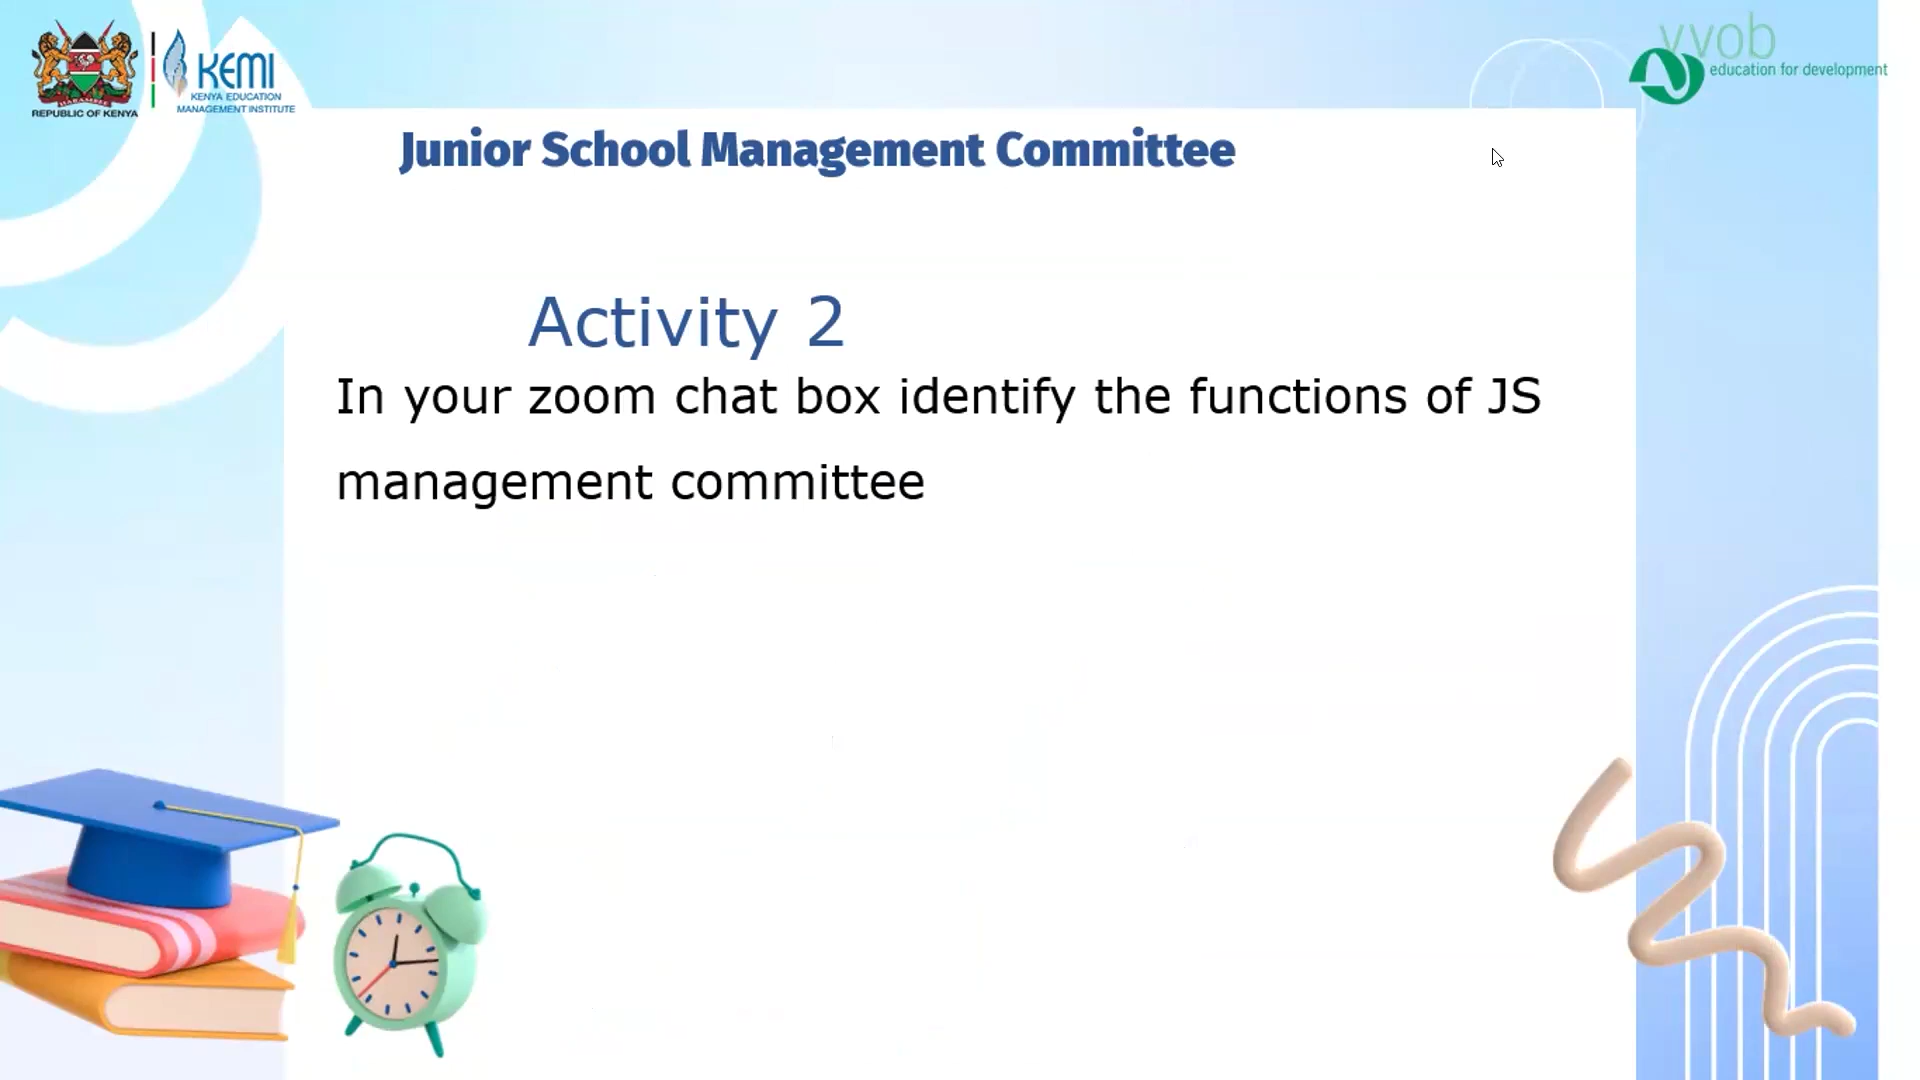 HARAMBEE
REPUBLIC OF KENYA
KEMI
KENYA EDUCATION
MANAGEMENT INSTITUTE
vvob
education for development
Junior School Management Committee
Activity 2
In your zoom chat box identify the functions of JS
management committee